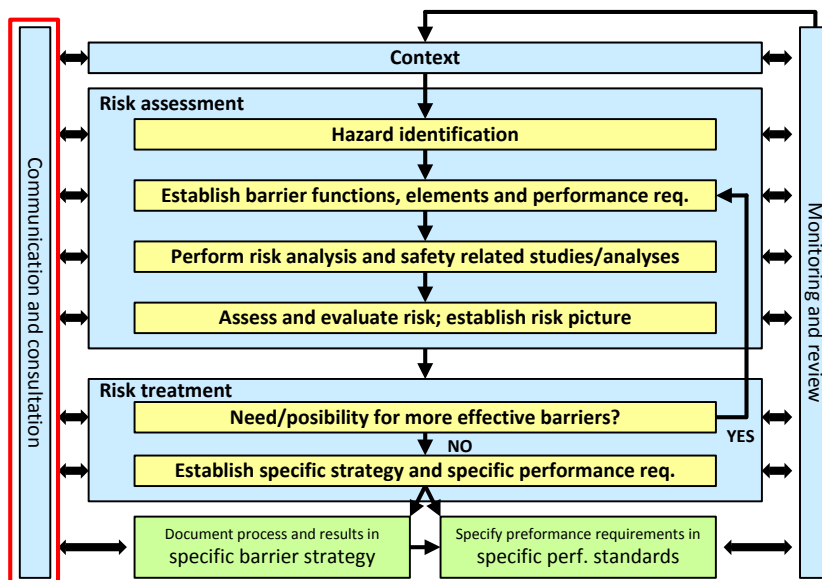 Communication and consultation
Context
Risk assessment
Hazard identification
Establish barrier functions, elements and performance req.
Perform risk analysis and safety related studies/analyses
Assess and evaluate risk; establish risk picture
Risk treatment
Need/posibility for more effective barriers?
YES
NO
Establish specific strategy and specific performance req.
Document process and results in
specific barrier strategy
Specify preformance requirements in
specific perf. standards
Monitoring and review